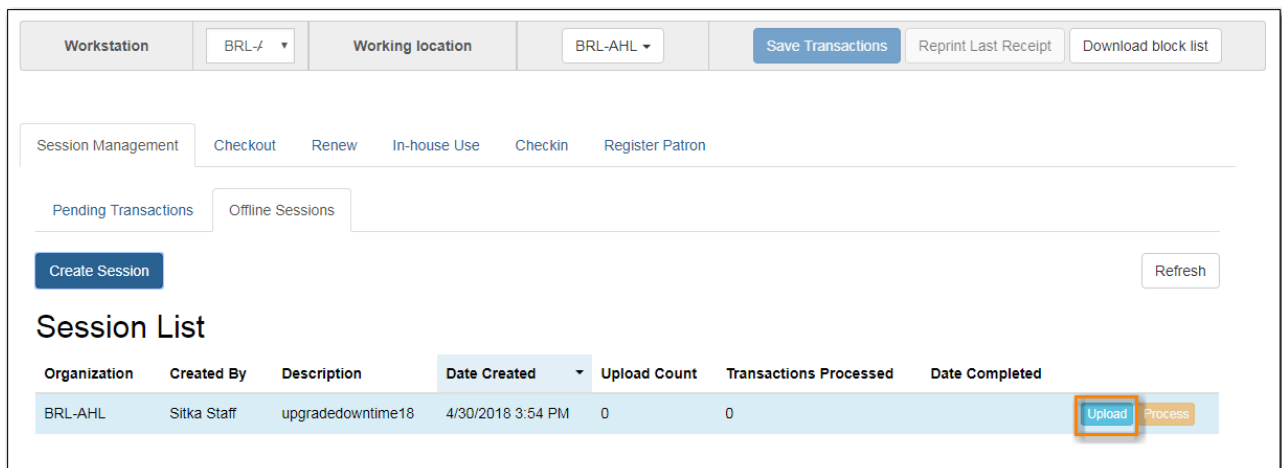 Workstation BRL-A Working location BRL-AHL Save Transactions Reprint Last Receipt Download block list
Session Management Checkout Renew In-house Use Checkin Register Patron
Pending Transactions Offline Sessions
Create Session Refresh
Session List
Organization Created By Description Date Created Upload Count Transactions Processed Date Completed
BRL-AHL Sitka Staff upgradedowntime18 4/30/2018 3:54 PM 0 0 Upload Process